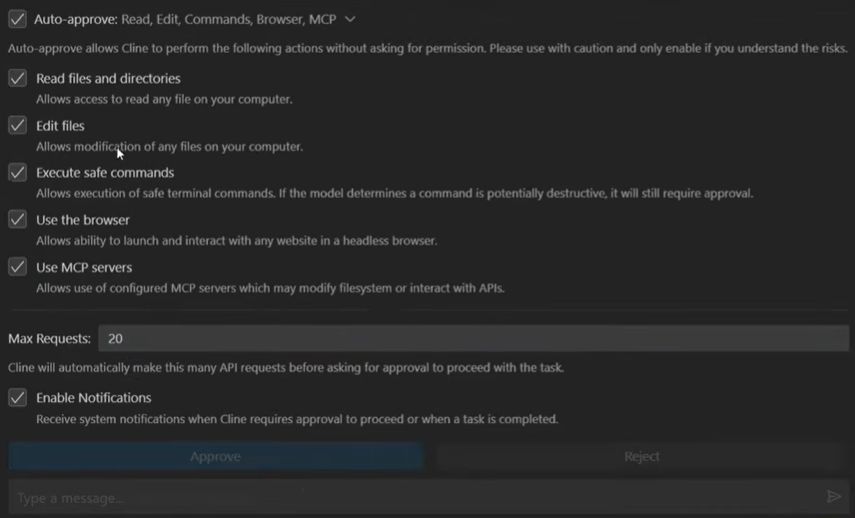 Auto-approve: Read, Edit, Commands, Browser, MCP
Auto-approve allows Cline to perform the following actions without asking for permission. Please use with caution and only enable if you understand the risks.
Read files and directories
Allows access to read any file on your computer.
Edit files
Allows modification of any files on your computer.
Execute safe commands
Allows execution of safe terminal commands. If the model determines a command is potentially destructive, it will still require approval.
Use the browser
Allows ability to launch and interact with any website in a headless browser.
Use MCP servers
Allows use of configured MCP servers which may modify filesystem or interact with APIs.
Max Requests: 20
Cline will automatically make this many API requests before asking for approval to proceed with the task.
Enable Notifications
Receive system notifications when Cline requires approval to proceed or when a task is completed.
Approve Reject
Type a message...